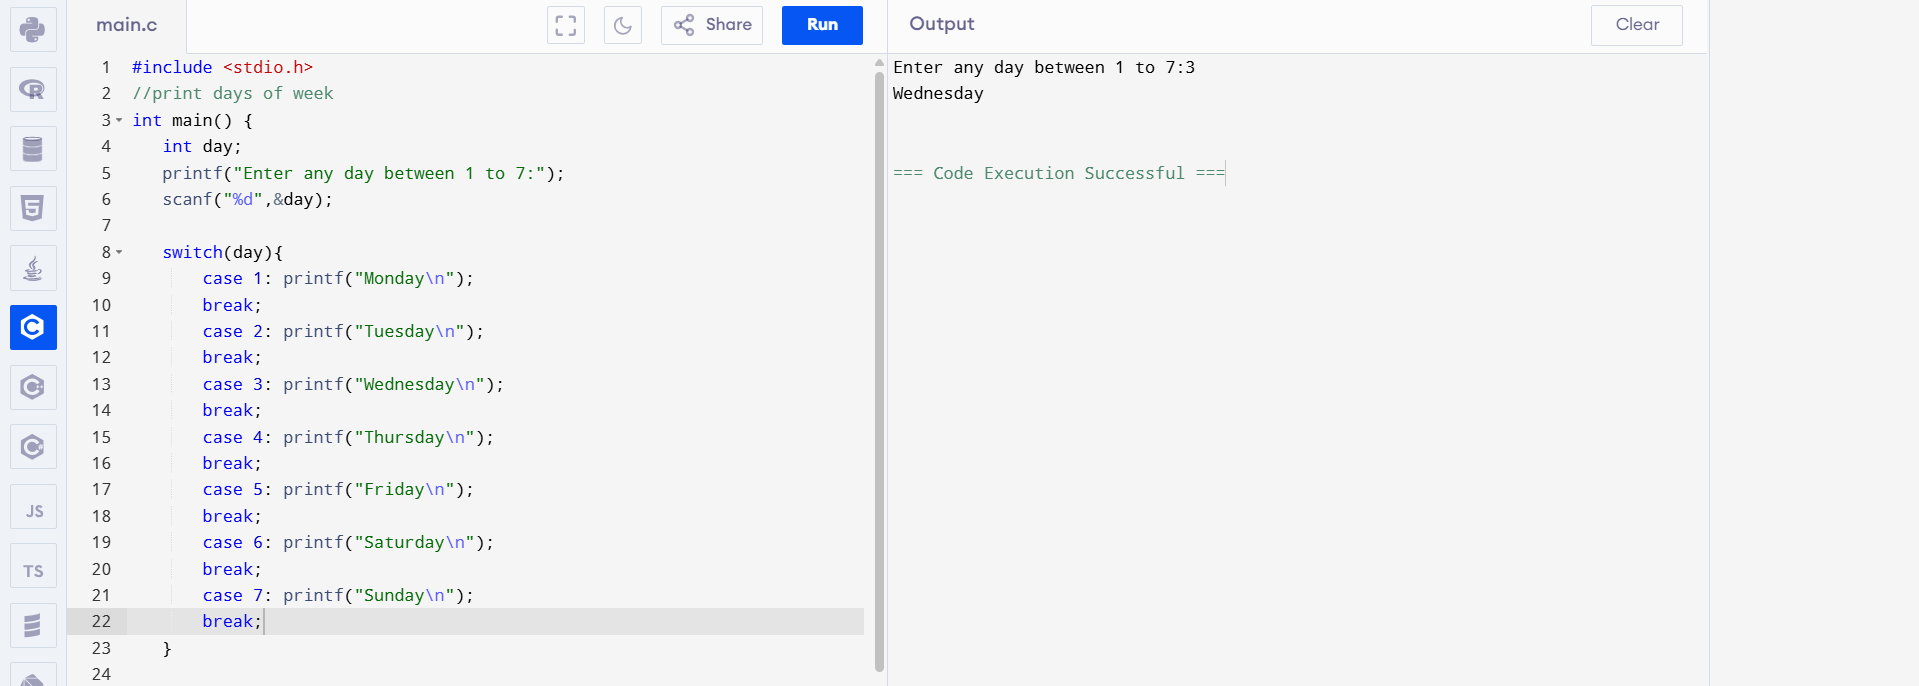 main.c
Share
Run
Output
Clear
1 #include <stdio.h>
2 //print days of week
3 int main() {
4 int day;
5 printf("Enter any day between 1 to 7:");
6 scanf("%d",&day);
7
8 switch(day){
9 case 1: printf("Monday\n");
10 break;
11 case 2: printf("Tuesday\n");
12 break;
13 case 3: printf("Wednesday\n");
14 break;
15 case 4: printf("Thursday\n");
16 break;
17 case 5: printf("Friday\n");
18 break;
19 case 6: printf("Saturday\n");
20 break;
21 case 7: printf("Sunday\n");
22 break;
23 }
24
Enter any day between 1 to 7:3
Wednesday
=== Code Execution Successful ===
R
5
C
C
C
JS
TS